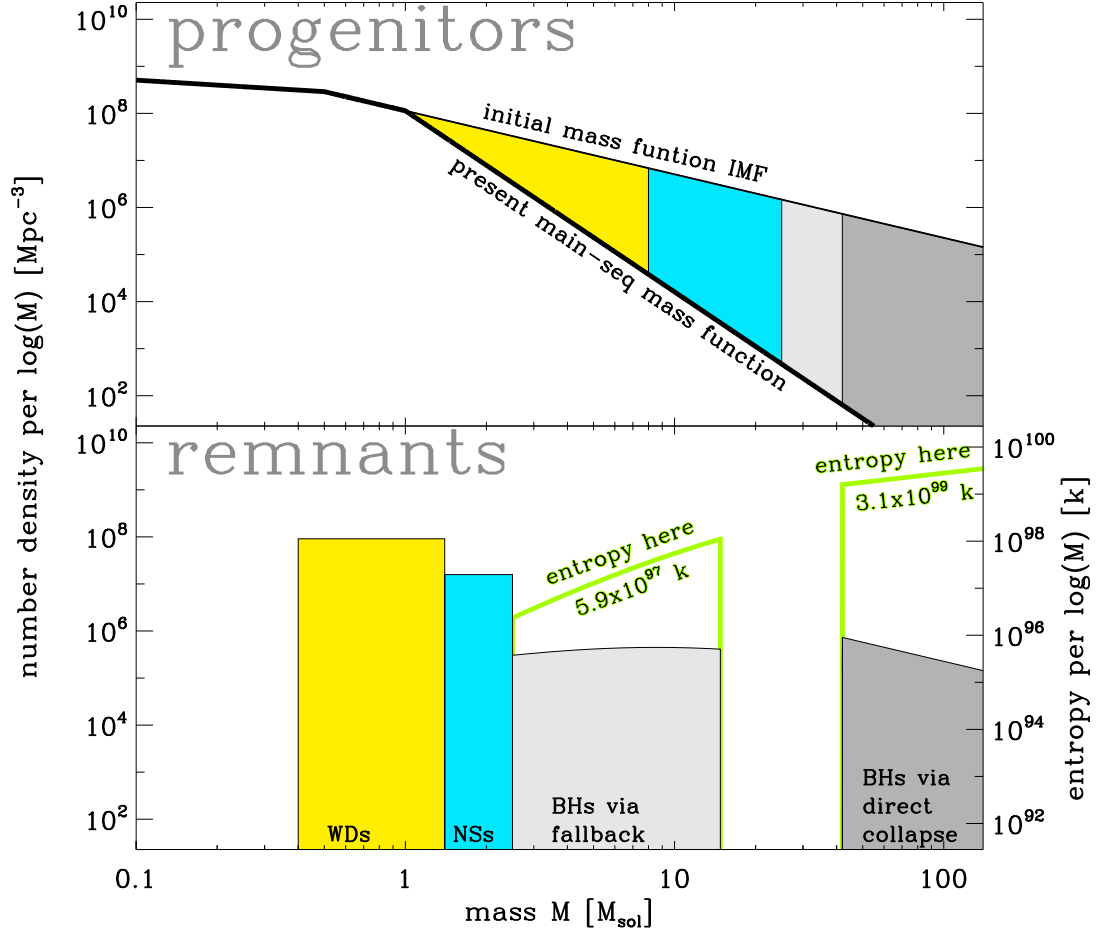 progenitors
10^10
10^8
10^6
10^4
10^2
initial mass funtion IMF
present main-seq mass function
number density per log(M) [Mpc^-3]
remnants
10^10
10^8
10^6
10^4
10^2
10^100
10^98
10^96
10^94
10^92
entropy here
5.9x10^97 k
entropy here
3.1x10^99 k
entropy per log(M) [k]
WDs
NSs
BHs via
fallback
BHs via
direct
collapse
0.1
1
10
100
mass M [M_sol]